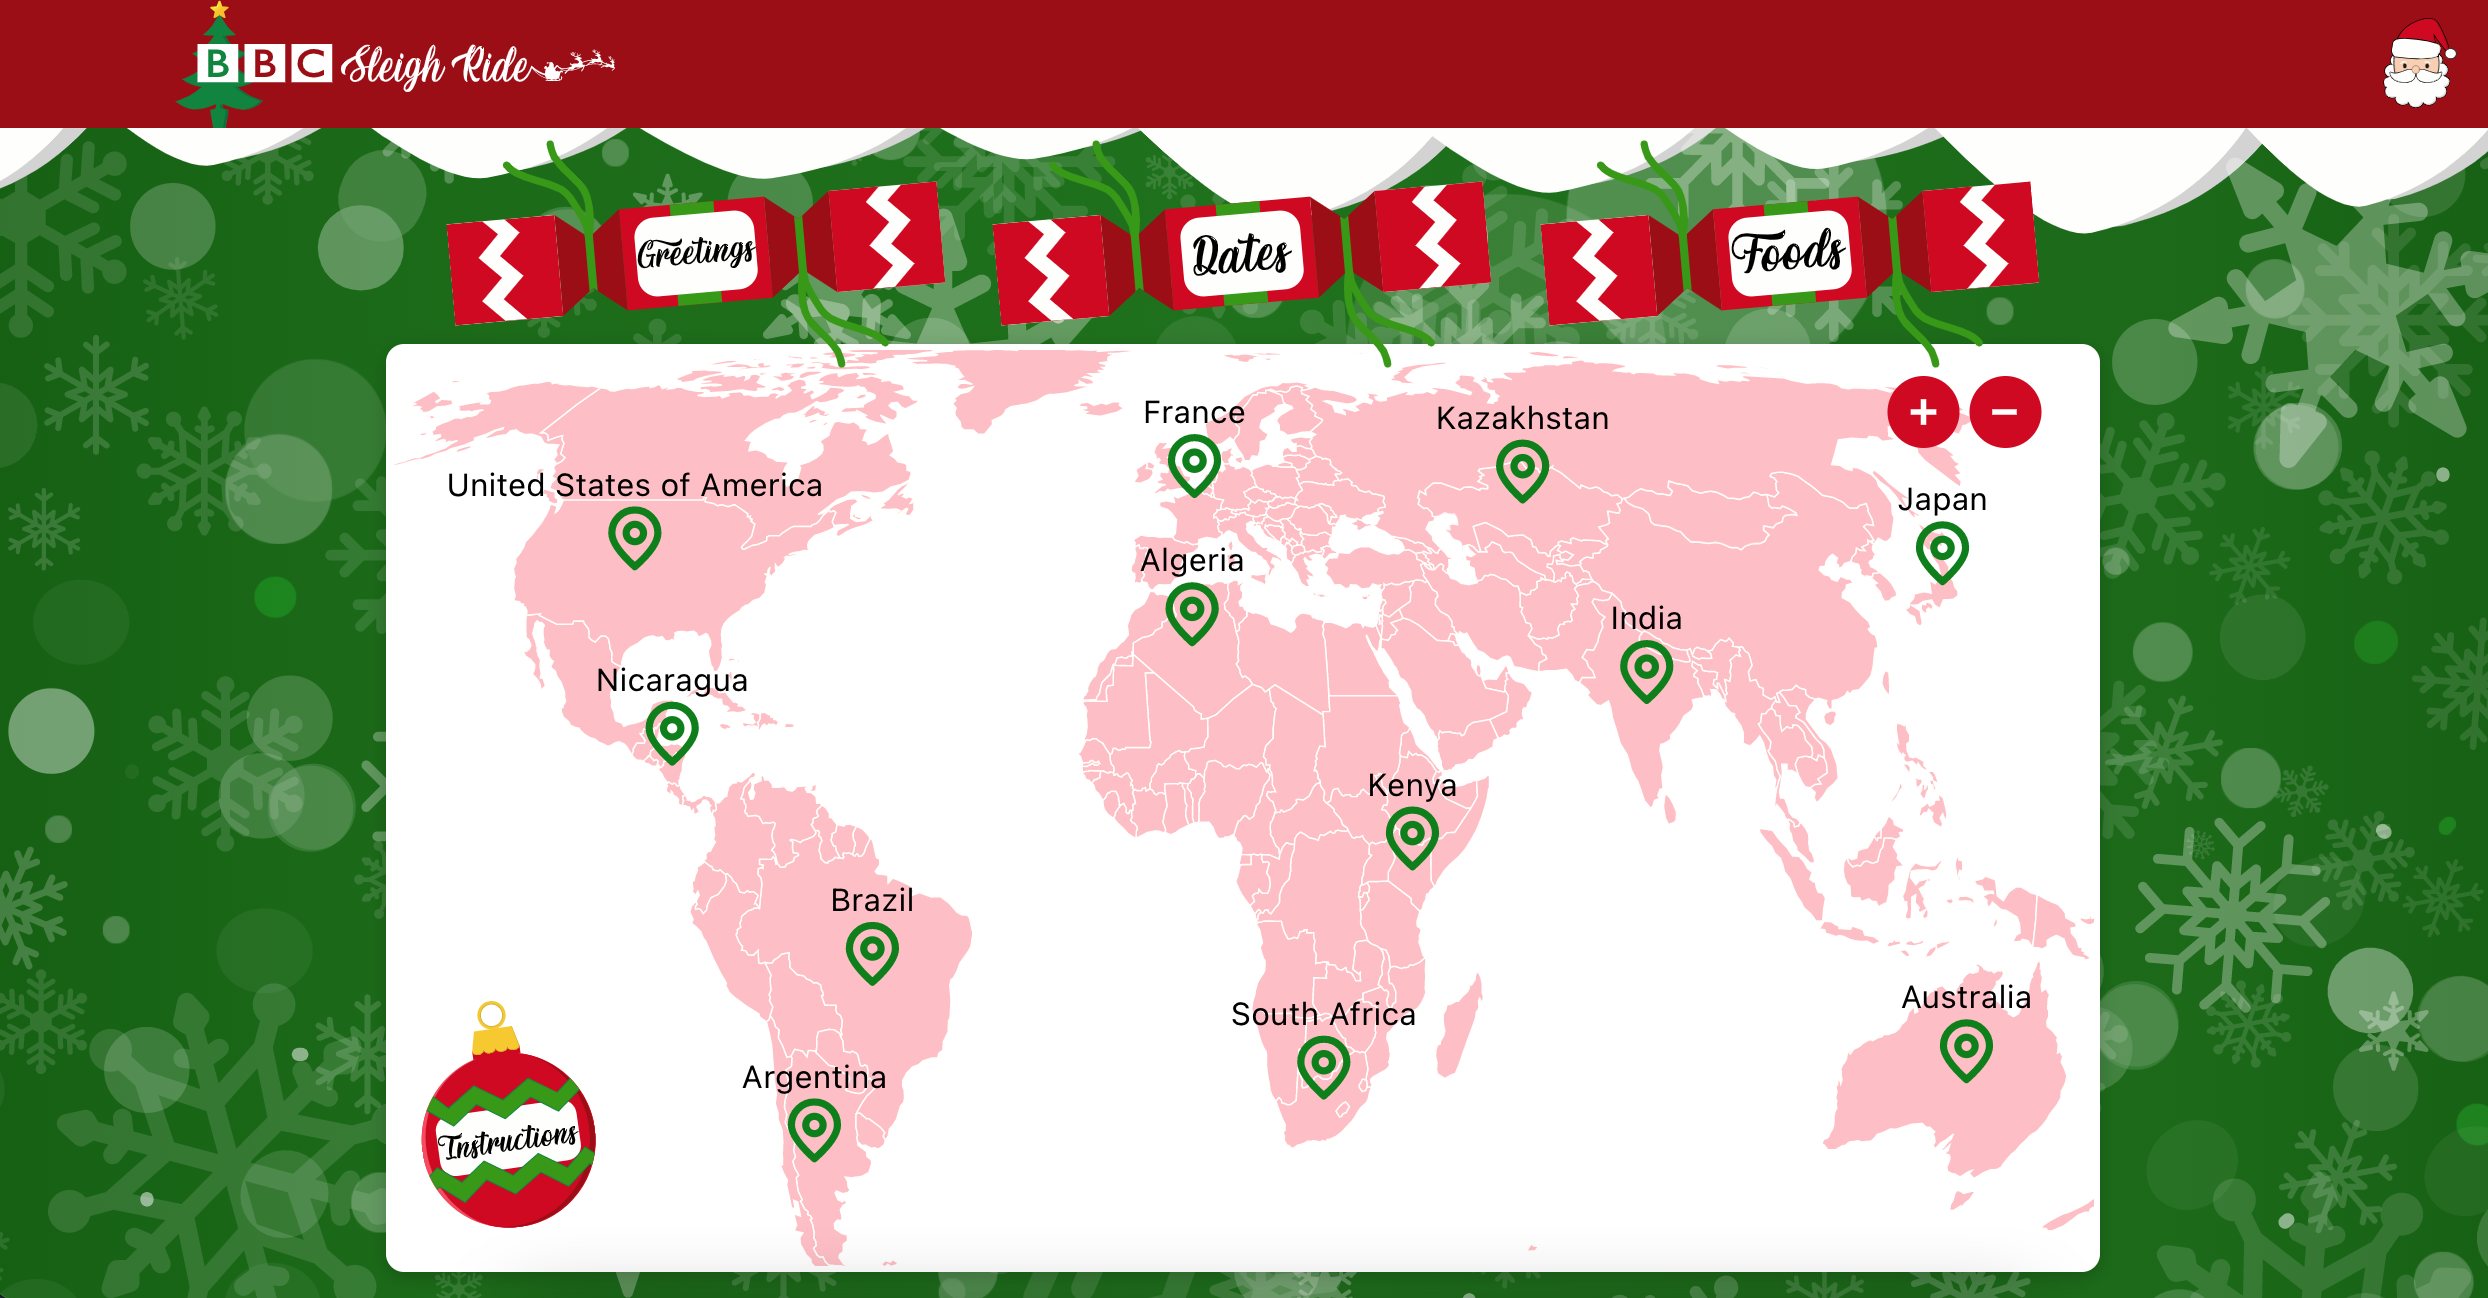 BBC Sleigh Ride
Greetings
Dates
Foods
+ −
France
Kazakhstan
United States of America
Japan
Algeria
India
Nicaragua
Kenya
Brazil
Australia
South Africa
Argentina
Instructions